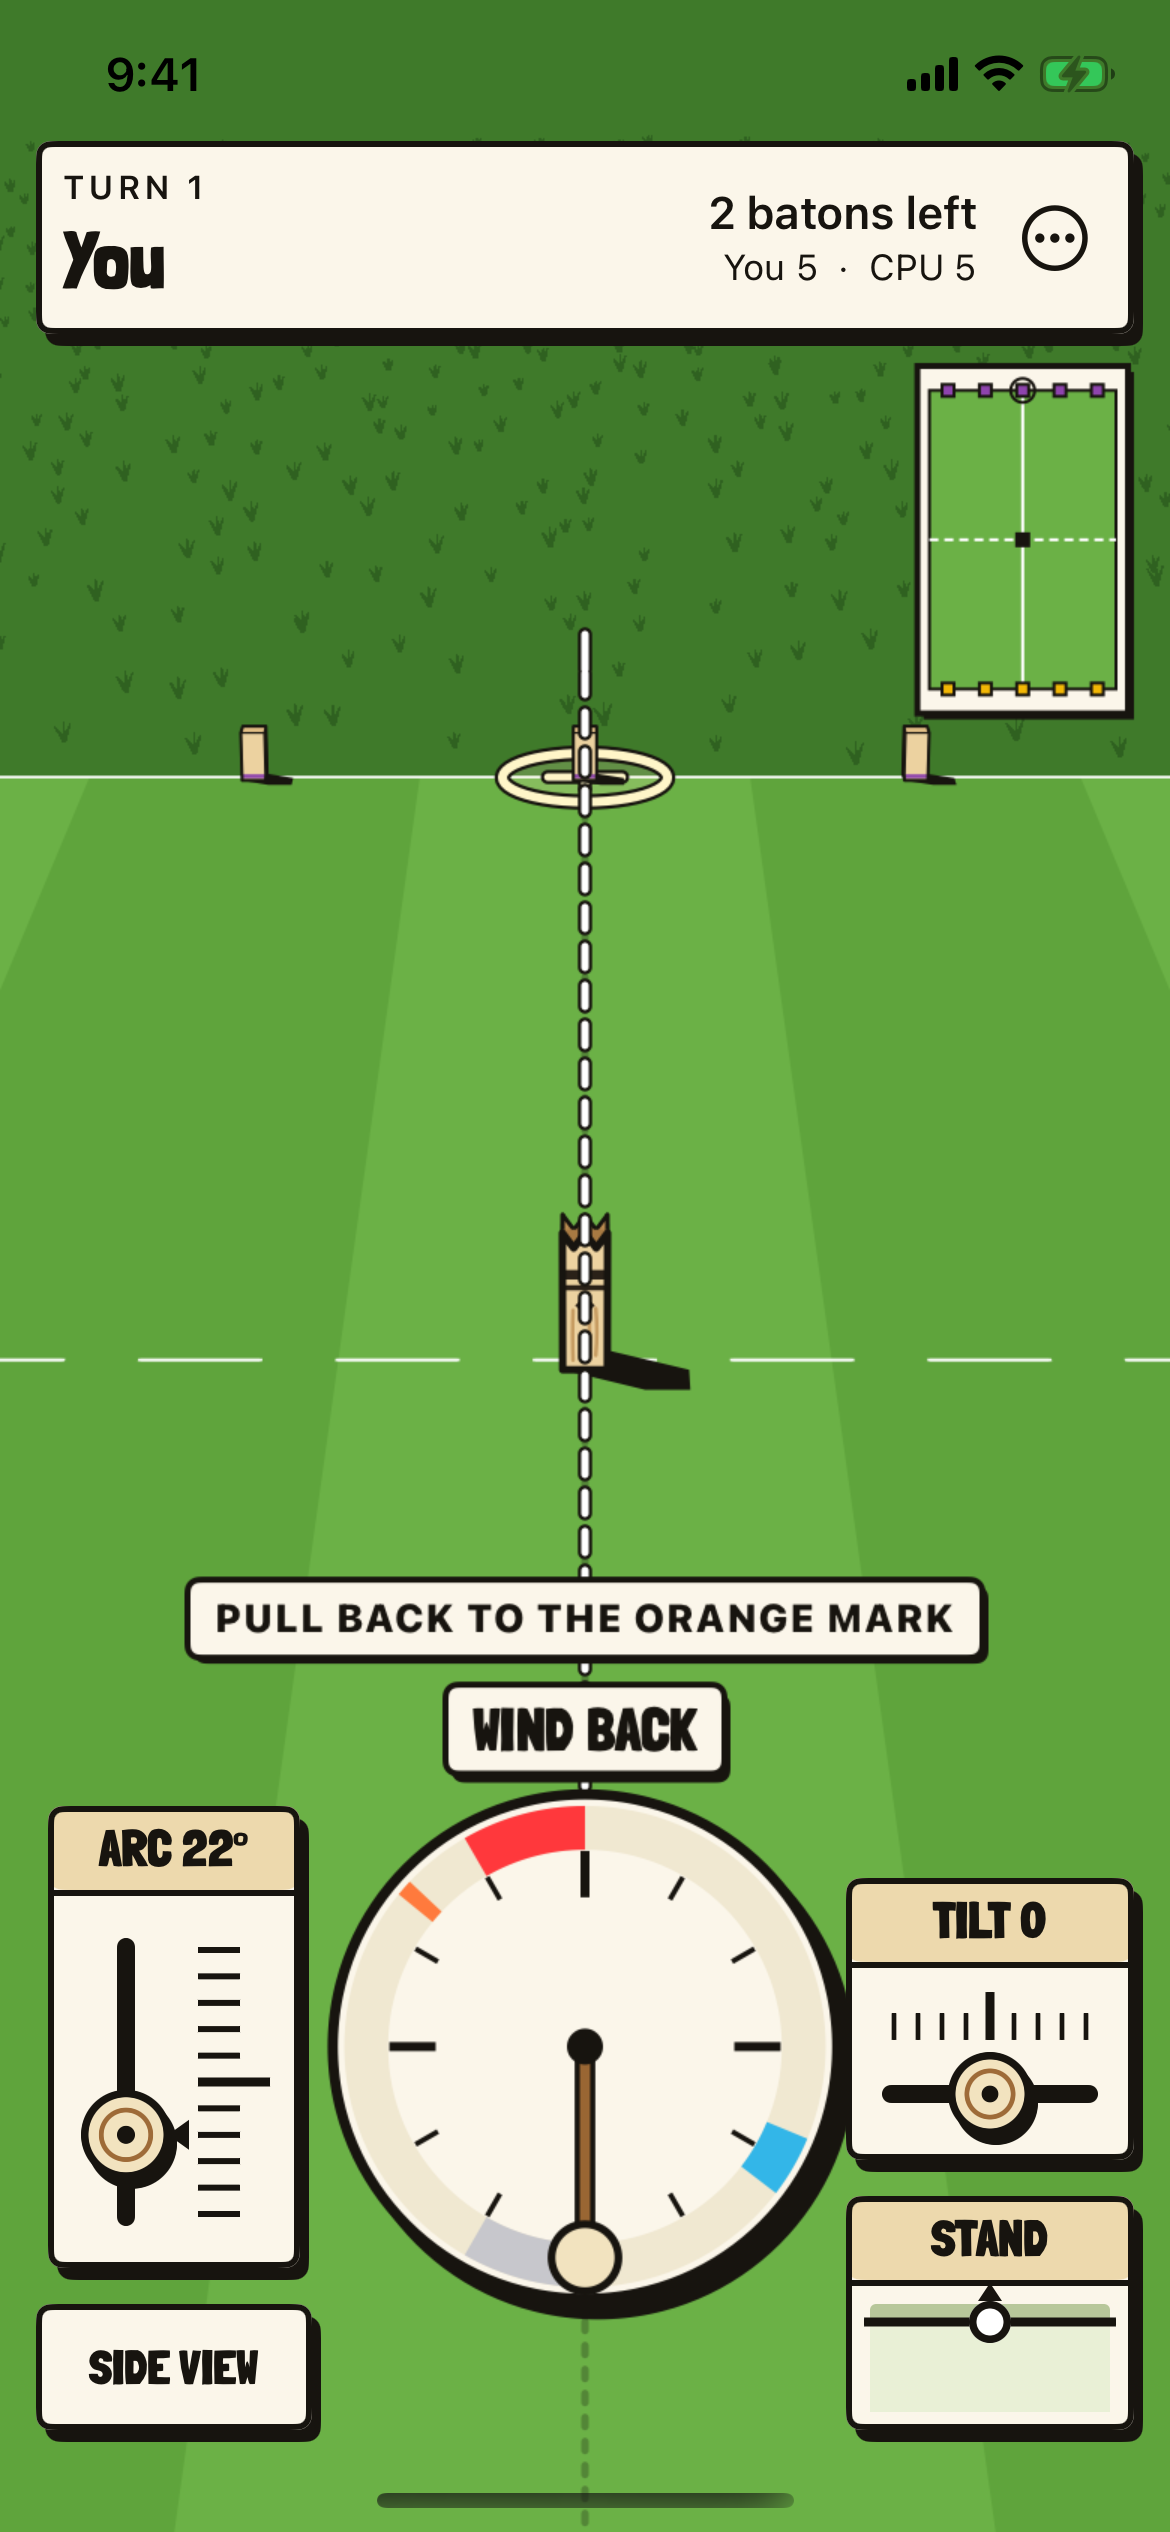 9:41
TURN 1
You
2 batons left
You 5 · CPU 5
PULL BACK TO THE ORANGE MARK
WIND BACK
ARC 22°
TILT 0
STAND
SIDE VIEW